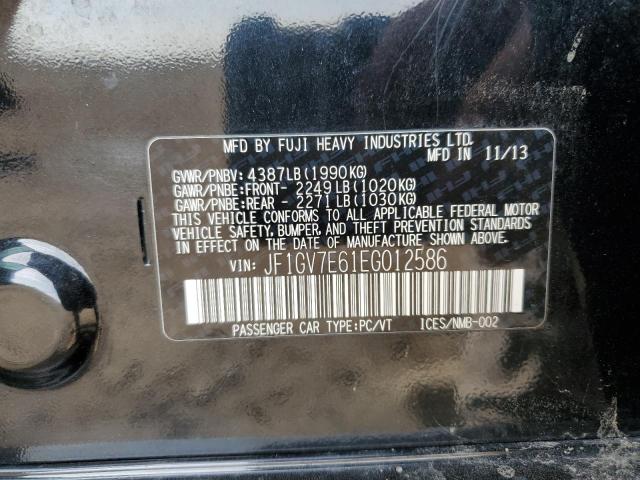 MFD BY FUJI HEAVY INDUSTRIES LTD.
MFD IN 11/13
GVWR/PNBV: 4387LB(1990KG)
GAWR/PNBE:FRONT- 2249LB(1020KG)
GAWR/PNBE:REAR - 2271LB(1030KG)
THIS VEHICLE CONFORMS TO ALL APPLICABLE FEDERAL MOTOR
VEHICLE SAFETY, BUMPER, AND THEFT PREVENTION STANDARDS
IN EFFECT ON THE DATE OF MANUFACTURE SHOWN ABOVE.
VIN: JF1GV7E61EG012586
PASSENGER CAR TYPE:PC/VT ICES/NMB-002